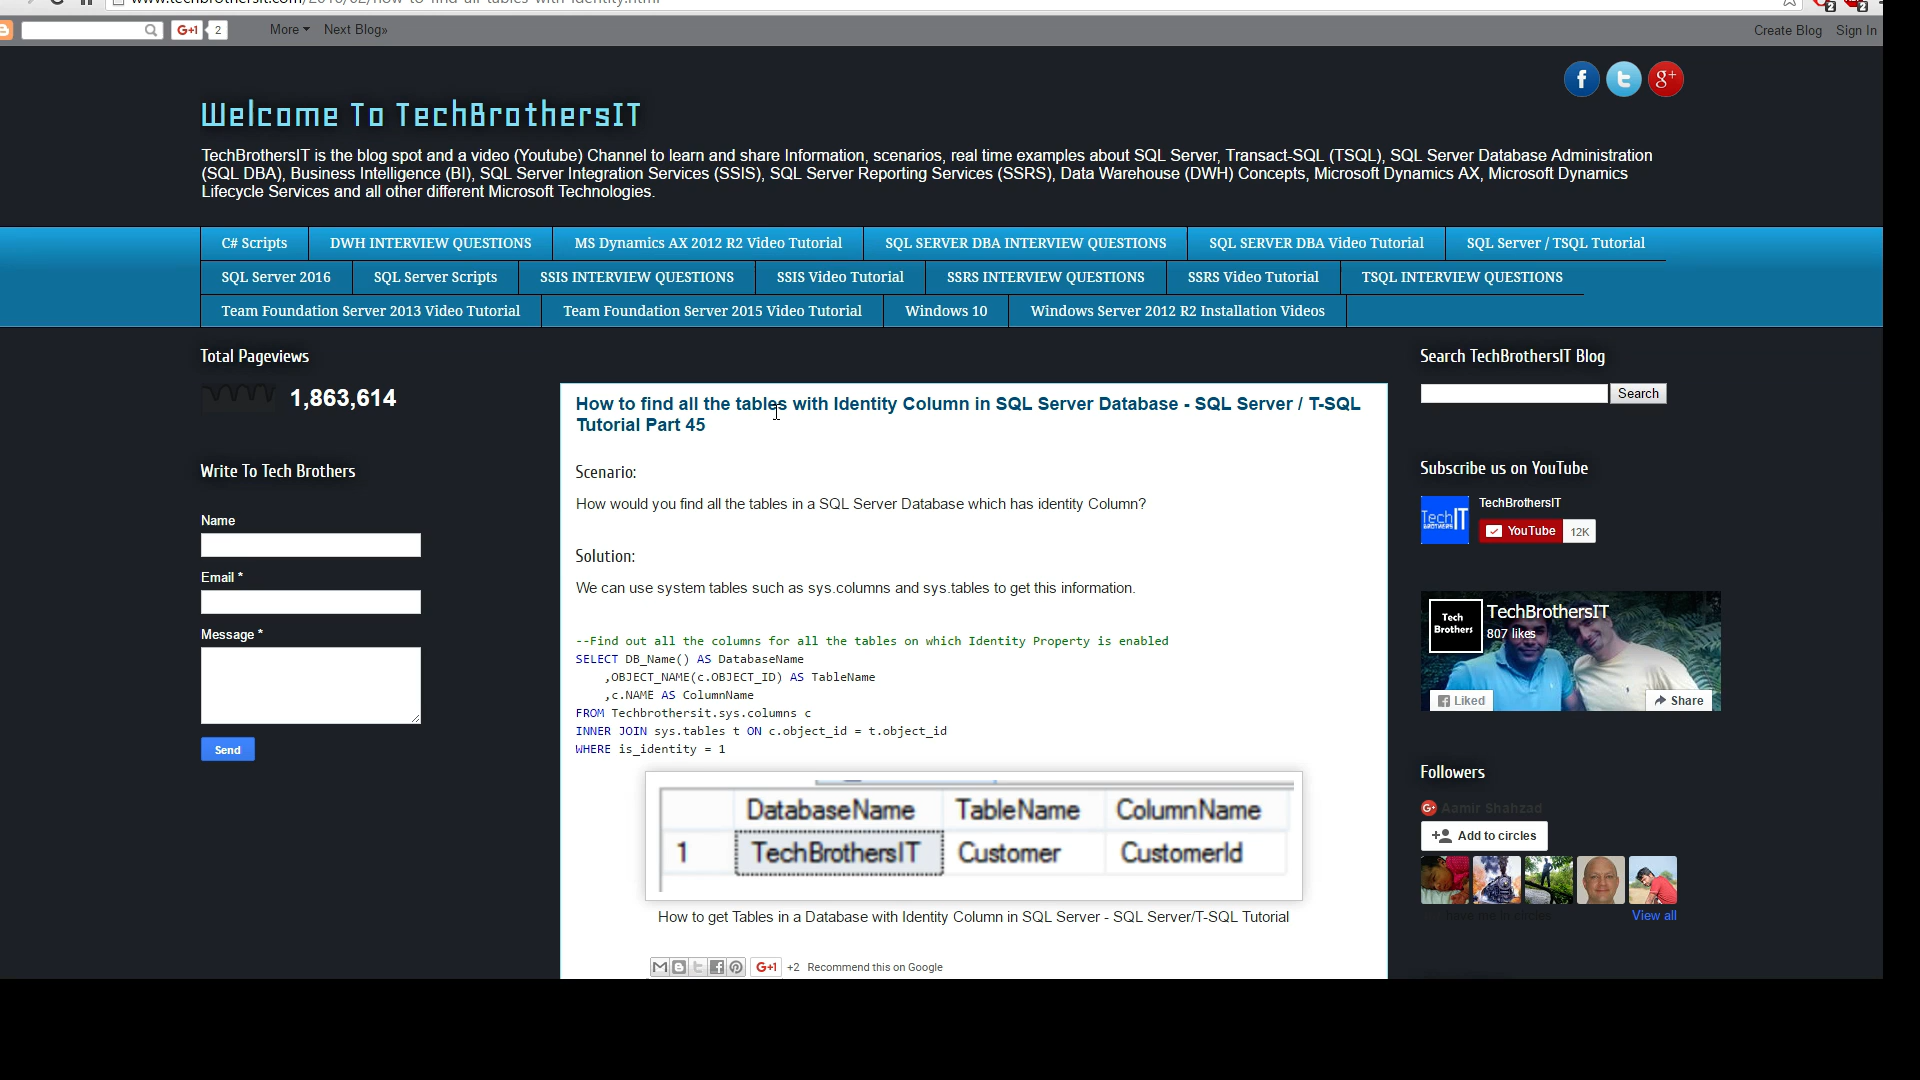 G+1 2 More Next Blog» Create Blog Sign In
Welcome To TechBrothersIT
TechBrothersIT is the blog spot and a video (Youtube) Channel to learn and share Information, scenarios, real time examples about SQL Server, Transact-SQL (TSQL), SQL Server Database Administration
(SQL DBA), Business Intelligence (BI), SQL Server Integration Services (SSIS), SQL Server Reporting Services (SSRS), Data Warehouse (DWH) Concepts, Microsoft Dynamics AX, Microsoft Dynamics
Lifecycle Services and all other different Microsoft Technologies.
C# Scripts DWH INTERVIEW QUESTIONS MS Dynamics AX 2012 R2 Video Tutorial SQL SERVER DBA INTERVIEW QUESTIONS SQL SERVER DBA Video Tutorial SQL Server / TSQL Tutorial
SQL Server 2016 SQL Server Scripts SSIS INTERVIEW QUESTIONS SSIS Video Tutorial SSRS INTERVIEW QUESTIONS SSRS Video Tutorial TSQL INTERVIEW QUESTIONS
Team Foundation Server 2013 Video Tutorial Team Foundation Server 2015 Video Tutorial Windows 10 Windows Server 2012 R2 Installation Videos
Total Pageviews
1,863,614
Write To Tech Brothers
Name
Email *
Message *
Send
How to find all the tables with Identity Column in SQL Server Database - SQL Server / T-SQL
Tutorial Part 45
Scenario:
How would you find all the tables in a SQL Server Database which has identity Column?
Solution:
We can use system tables such as sys.columns and sys.tables to get this information.
--Find out all the columns for all the tables on which Identity Property is enabled
SELECT DB_Name() AS DatabaseName
,OBJECT_NAME(c.OBJECT_ID) AS TableName
,c.NAME AS ColumnName
FROM Techbrothersit.sys.columns c
INNER JOIN sys.tables t ON c.object_id = t.object_id
WHERE is_identity = 1
DatabaseName TableName ColumnName
1 TechBrothersIT Customer CustomerId
How to get Tables in a Database with Identity Column in SQL Server - SQL Server/T-SQL Tutorial
G+1 +2 Recommend this on Google
Search TechBrothersIT Blog
Search
Subscribe us on YouTube
Tech IT
BROTHERS
TechBrothersIT
YouTube 12K
Tech
Brothers
TechBrothersIT
807 likes
Liked Share
Followers
Aamir Shahzad
Add to circles
have me in circles View all